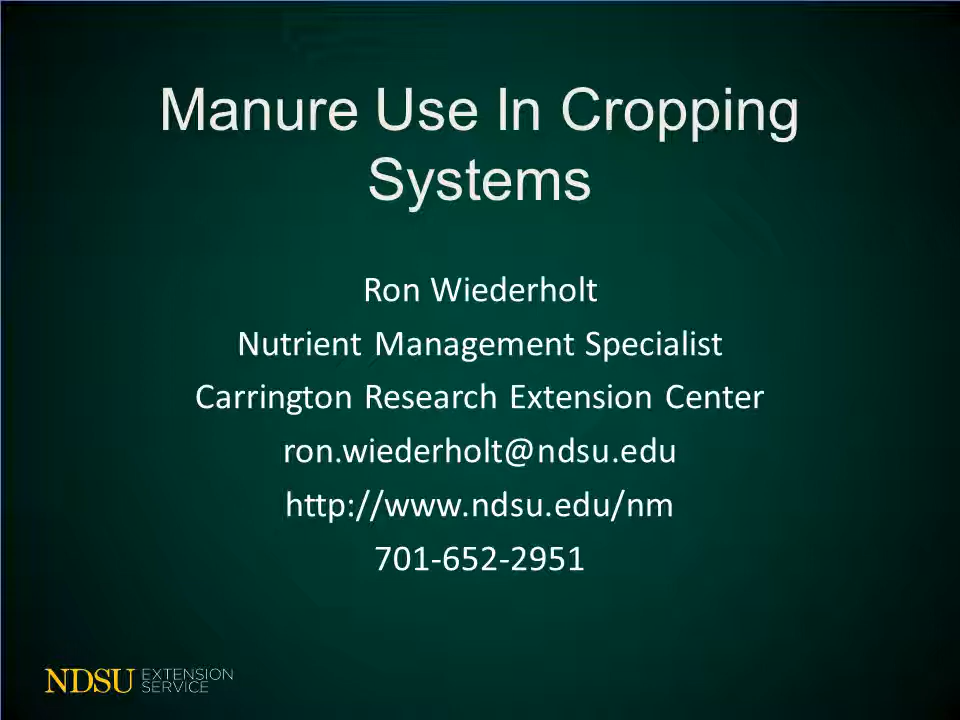 Manure Use In Cropping
Systems
Ron Wiederholt
Nutrient Management Specialist
Carrington Research Extension Center
ron.wiederholt@ndsu.edu
http://www.ndsu.edu/nm
701-652-2951
NDSU EXTENSION
SERVICE